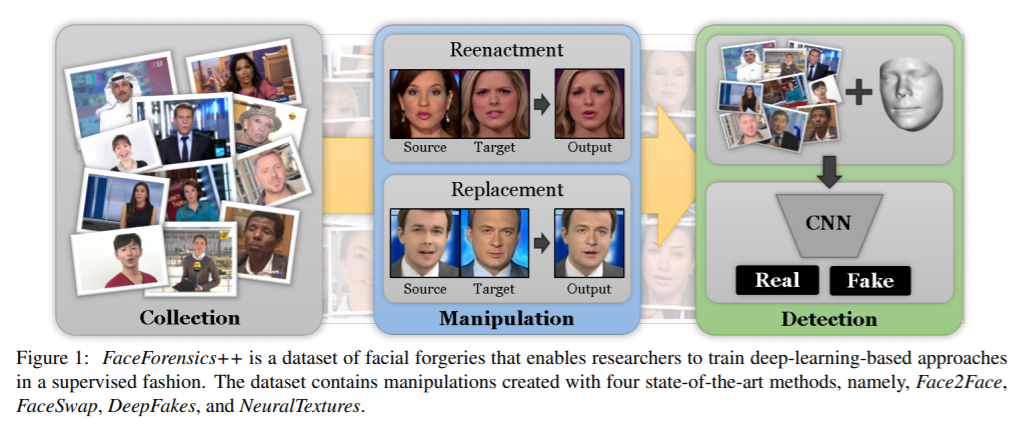 Reenactment
Source Target Output
Replacement
Source Target Output
CNN
Real Fake
Collection Manipulation Detection
Figure 1: FaceForensics++ is a dataset of facial forgeries that enables researchers to train deep-learning-based approaches
in a supervised fashion. The dataset contains manipulations created with four state-of-the-art methods, namely, Face2Face,
FaceSwap, DeepFakes, and NeuralTextures.